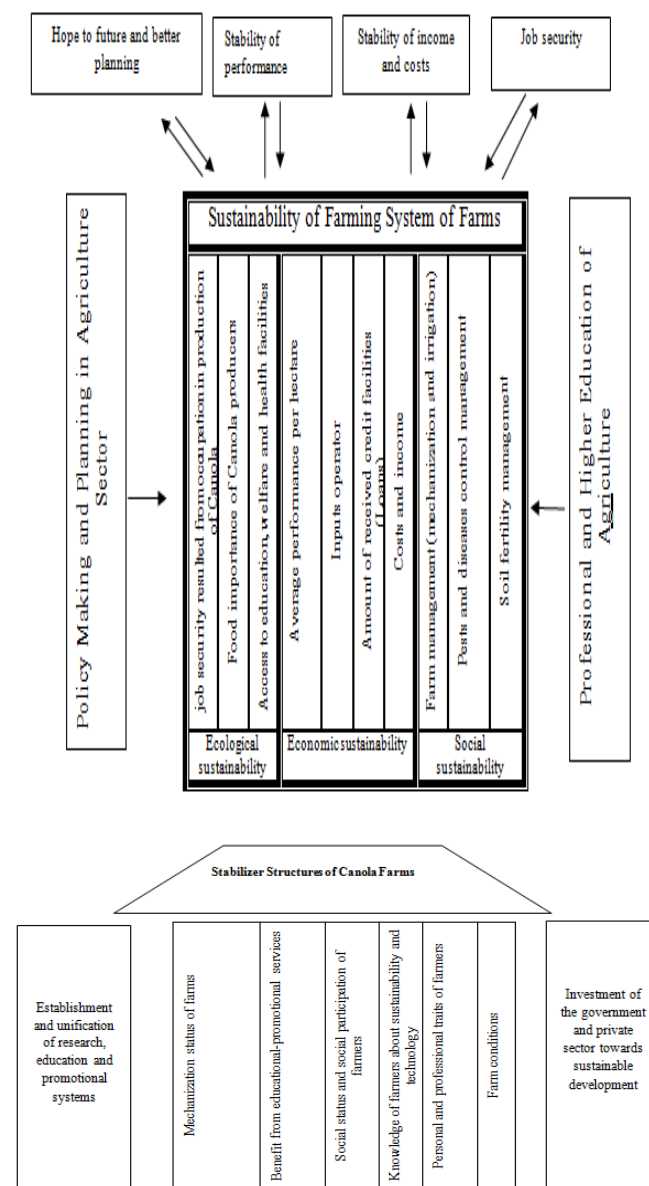 Hope to future and better
planning
Stability of
performance
Stability of income
and costs
Job security
Policy Making and Planning in Agriculture
Sector
Sustainability of Farming System of Farms
job security resulted from occupation in production
of Canola
Food importance of Canola producers
Access to education, welfare and health facilities
Average performance per hectare
Inputs operator
Amount of received credit facilities
(Loans)
Costs and income
Farm management (mechanization and irrigation)
Pests and diseases control management
Soil fertility management
Ecological
sustainability
Economic sustainability
Social
sustainability
Professional and Higher Education of
Agriculture
Stabilizer Structures of Canola Farms
Establishment
and unification
of research,
education and
promotional
systems
Mechanization status of farms
Benefit from educational-promotional services
Social status and social participation of
farmers
Knowledge of farmers about sustainability and
technology
Personal and professional traits of farmers
Farm conditions
Investment of
the government
and private
sector towards
sustainable
development